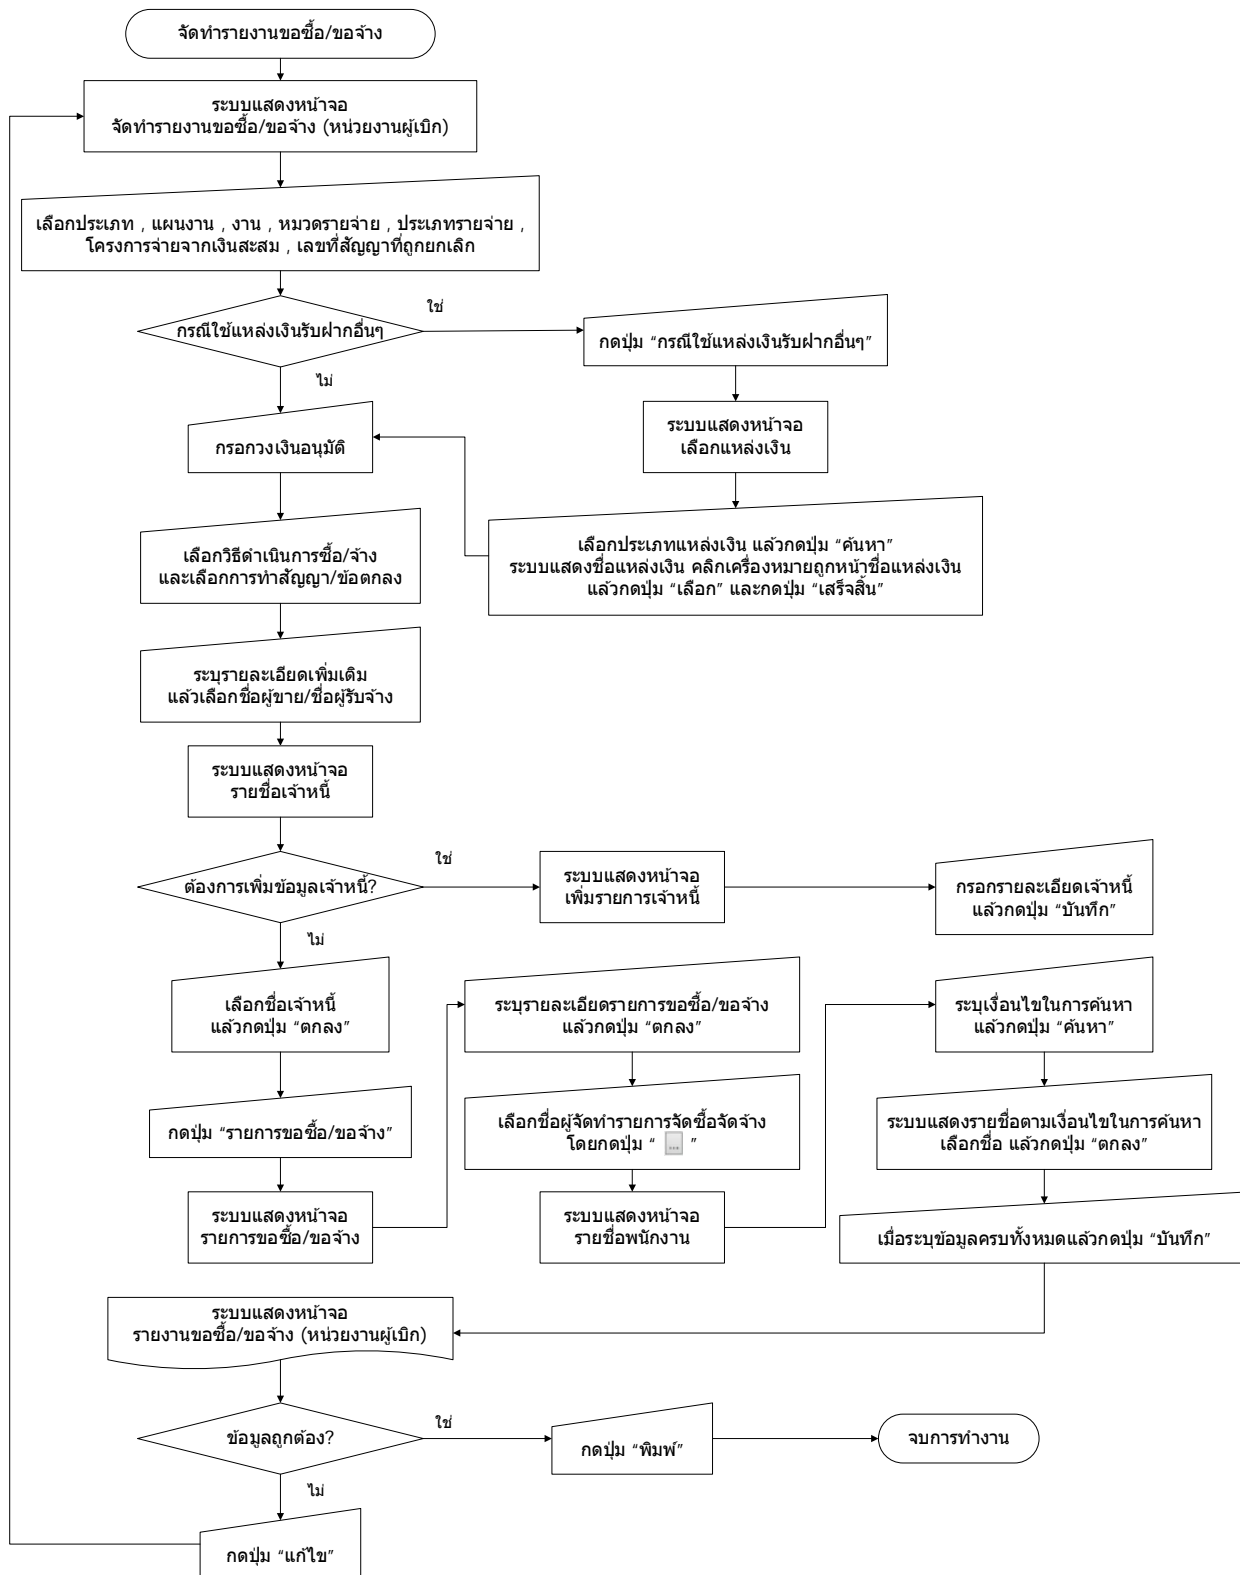 จัดทำรายงานขอซื้อ/ขอจ้าง
ระบบแสดงหน้าจอ
จัดทำรายงานขอซื้อ/ขอจ้าง (หน่วยงานผู้เบิก)
เลือกประเภท , แผนงาน , งาน , หมวดรายจ่าย , ประเภทรายจ่าย ,
โครงการจ่ายจากเงินสะสม , เลขที่สัญญาที่ถูกยกเลิก
กรณีใช้แหล่งเงินรับฝากอื่นๆ
ใช่
กดปุ่ม “กรณีใช้แหล่งเงินรับฝากอื่นๆ”
ไม่
ระบบแสดงหน้าจอ
เลือกแหล่งเงิน
กรอกวงเงินอนุมัติ
เลือกประเภทแหล่งเงิน แล้วกดปุ่ม “ค้นหา”
ระบบแสดงชื่อแหล่งเงิน คลิกเครื่องหมายถูกหน้าชื่อแหล่งเงิน
แล้วกดปุ่ม “เลือก” และกดปุ่ม “เสร็จสิ้น”
เลือกวิธีดำเนินการซื้อ/จ้าง
และเลือกการทำสัญญา/ข้อตกลง
ระบุรายละเอียดเพิ่มเติม
แล้วเลือกชื่อผู้ขาย/ชื่อผู้รับจ้าง
ระบบแสดงหน้าจอ
รายชื่อเจ้าหนี้
ต้องการเพิ่มข้อมูลเจ้าหนี้?
ใช่
ระบบแสดงหน้าจอ
เพิ่มรายการเจ้าหนี้
กรอกรายละเอียดเจ้าหนี้
แล้วกดปุ่ม “บันทึก”
ไม่
เลือกชื่อเจ้าหนี้
แล้วกดปุ่ม “ตกลง”
ระบุรายละเอียดรายการขอซื้อ/ขอจ้าง
แล้วกดปุ่ม “ตกลง”
ระบุเงื่อนไขในการค้นหา
แล้วกดปุ่ม “ค้นหา”
กดปุ่ม “รายการขอซื้อ/ขอจ้าง”
เลือกชื่อผู้จัดทำรายการจัดซื้อจัดจ้าง
โดยกดปุ่ม “ ... ”
ระบบแสดงรายชื่อตามเงื่อนไขในการค้นหา
เลือกชื่อ แล้วกดปุ่ม “ตกลง”
ระบบแสดงหน้าจอ
รายการขอซื้อ/ขอจ้าง
ระบบแสดงหน้าจอ
รายชื่อพนักงาน
เมื่อระบุข้อมูลครบทั้งหมดแล้วกดปุ่ม “บันทึก”
ระบบแสดงหน้าจอ
รายงานขอซื้อ/ขอจ้าง (หน่วยงานผู้เบิก)
ข้อมูลถูกต้อง?
ใช่
กดปุ่ม “พิมพ์”
จบการทำงาน
ไม่
กดปุ่ม “แก้ไข”